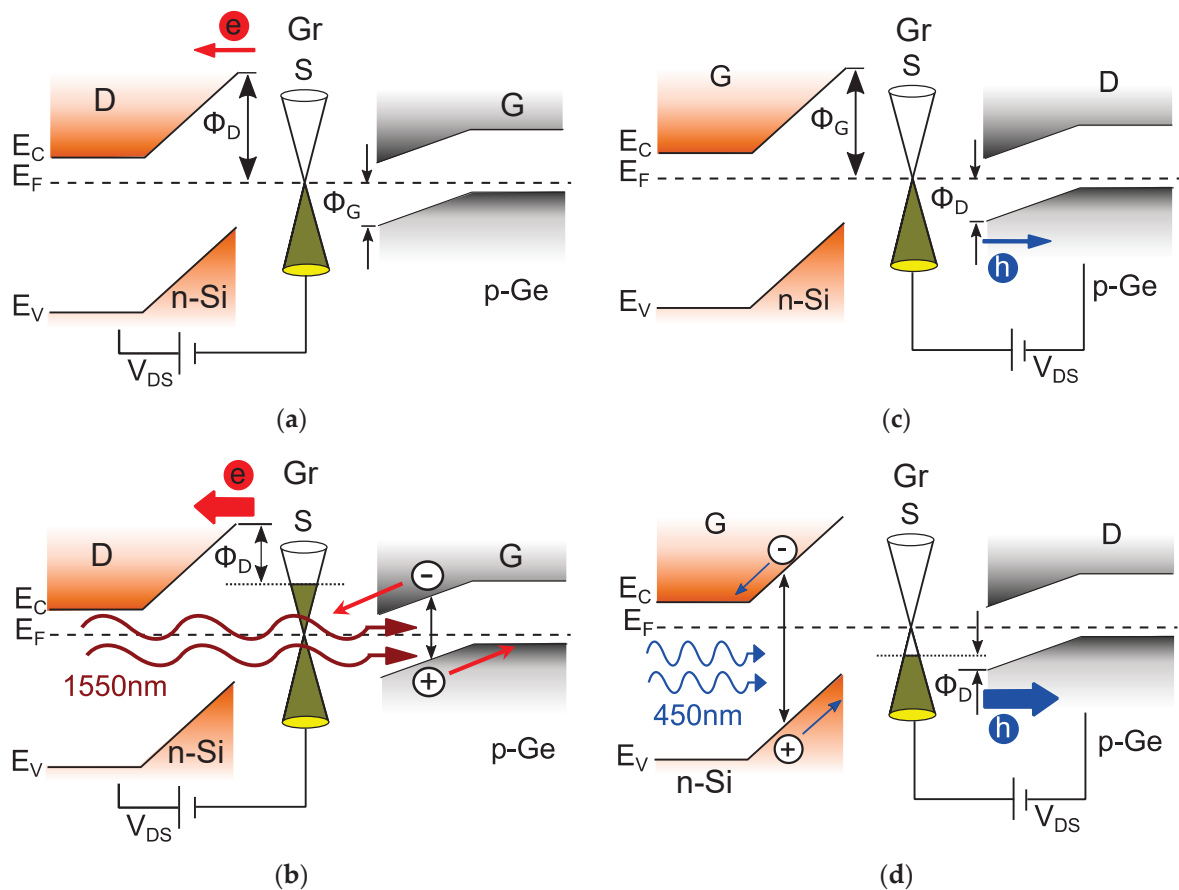 e
Gr
S
D
G
Φ_D
E_C
E_F
Φ_G
n-Si
p-Ge
E_V
V_DS
(a)
Gr
S
G
D
Φ_G
E_C
E_F
Φ_D
h
n-Si
p-Ge
E_V
V_DS
(c)
e
Gr
S
D
G
Φ_D
-
E_C
E_F
+
1550nm
n-Si
p-Ge
E_V
V_DS
(b)
Gr
S
G
D
-
E_C
E_F
450nm
Φ_D
h
+
p-Ge
E_V
n-Si
V_DS
(d)